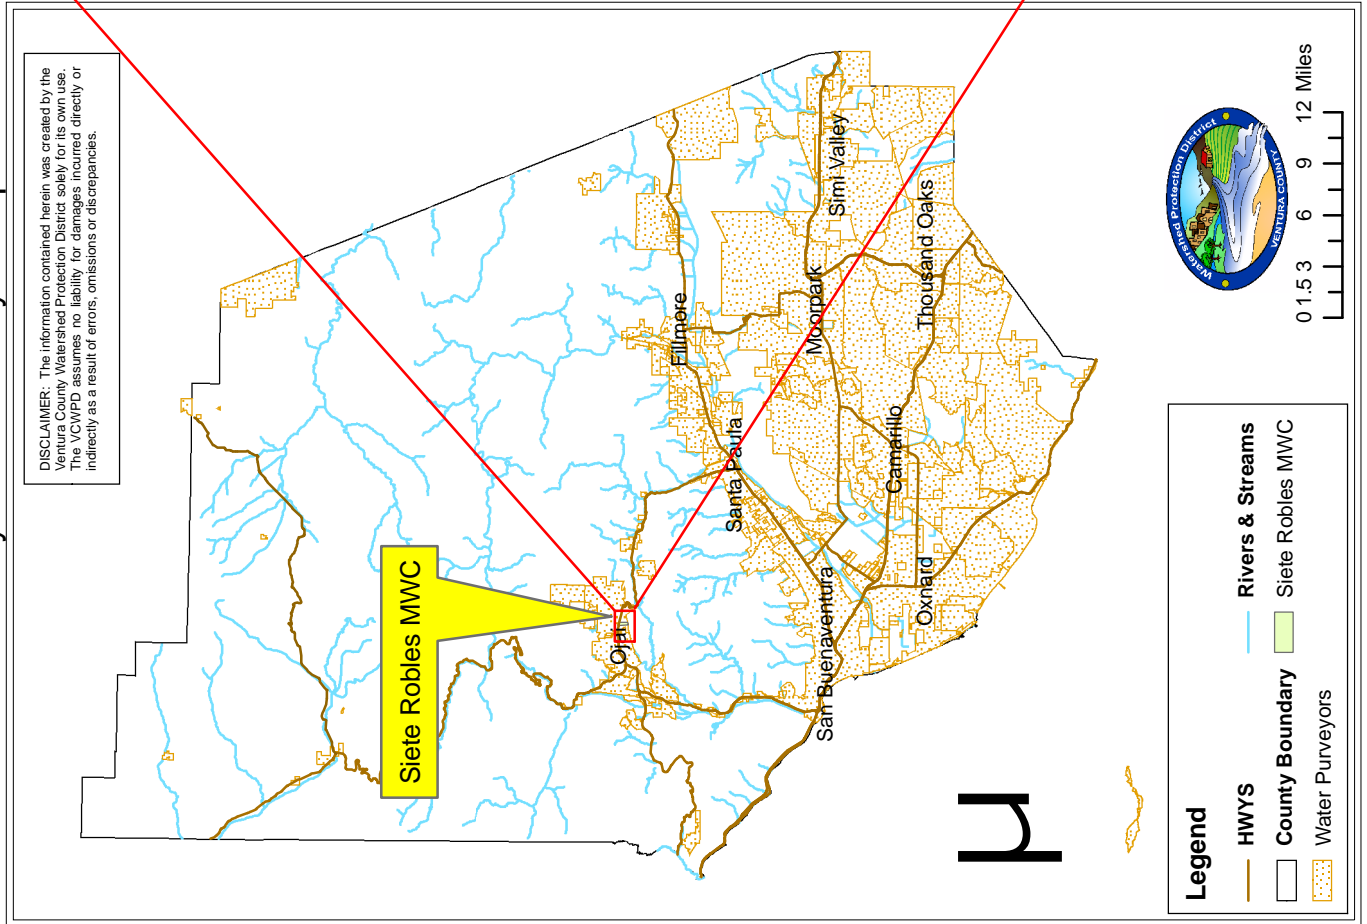 DISCLAIMER: The information contained herein was created by the
Ventura County Watershed Protection District solely for its own use.
The VCWPD assumes no liability for damages incurred directly or
indirectly as a result of errors, omissions or discrepancies.
Siete Robles MWC
Ojai
Fillmore
Santa Paula
Moorpark
Simi Valley
San Buenaventura
Camarillo
Thousand Oaks
Oxnard
µ
Watershed Protection District
VENTURA COUNTY
0 1.5 3 6 9 12 Miles
Legend
HWYS
County Boundary
Water Purveyors
Rivers & Streams
Siete Robles MWC